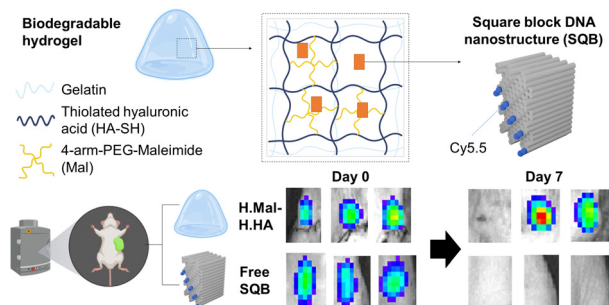 Biodegradable
hydrogel
Gelatin
Thiolated hyaluronic
acid (HA-SH)
4-arm-PEG-Maleimide
(Mal)
Square block DNA
nanostructure (SQB)
Cy5.5
Day 0
Day 7
H.Mal-
H.HA
Free
SQB